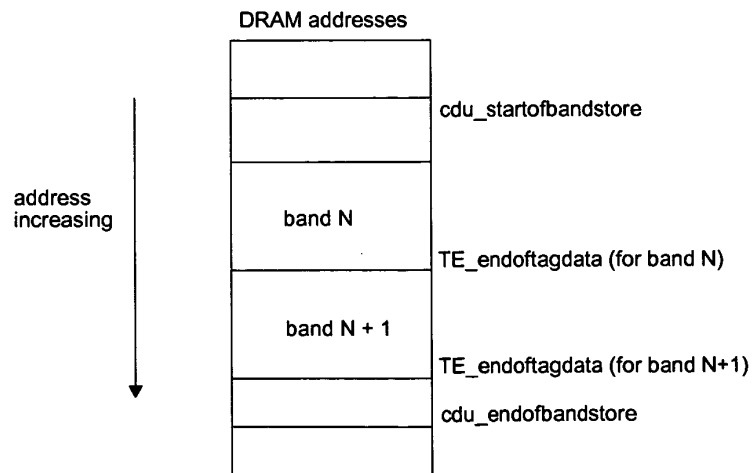 DRAM addresses
cdu_startofbandstore
address
increasing
band N
TE_endoftagdata (for band N)
band N + 1
TE_endoftagdata (for band N+1)
cdu_endofbandstore